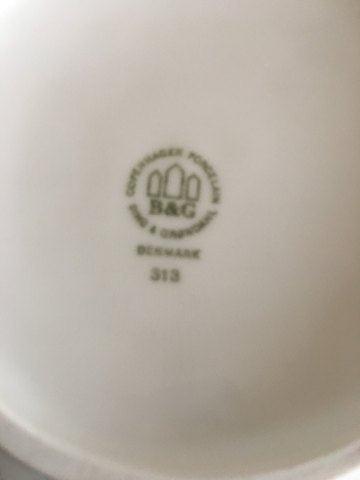 COPENHAGEN PORCELAIN
B&G
BING & GRØNDAHL
DENMARK
313